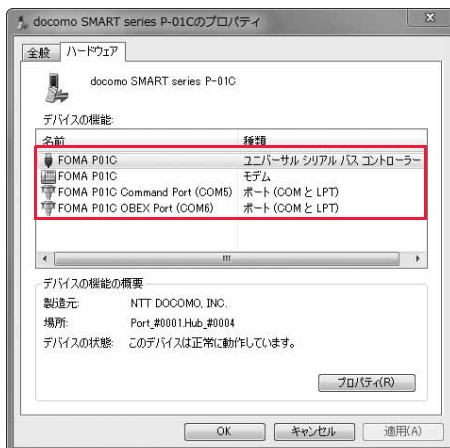 docomo SMART series P-01Cのプロパティ
全般 ハードウェア
docomo SMART series P-01C
デバイスの機能:
名前 種類
FOMA P01C ユニバーサル シリアル バス コントローラー
FOMA P01C モデム
FOMA P01C Command Port (COM5) ポート (COM と LPT)
FOMA P01C OBEX Port (COM6) ポート (COM と LPT)
デバイスの機能の概要
製造元: NTT DOCOMO, INC.
場所: Port_#0001.Hub_#0004
デバイスの状態: このデバイスは正常に動作しています。
プロパティ(R)
OK キャンセル 適用(A)